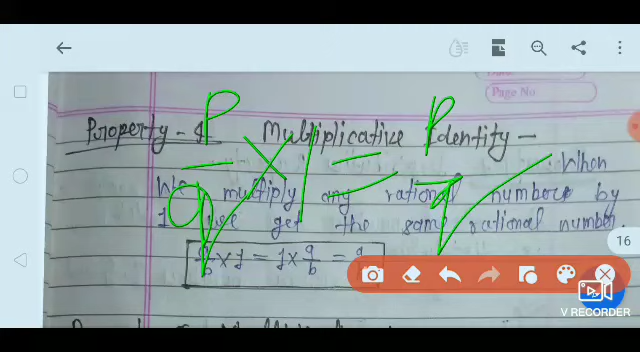 Page No
Property - 4 Multiplicative Identity -
When
We multiply any rational numbers by
1 we get the same rational number.
a/b × 1 = 1 × a/b = a/b
P/q × 1 = P/q
16
V RECORDER